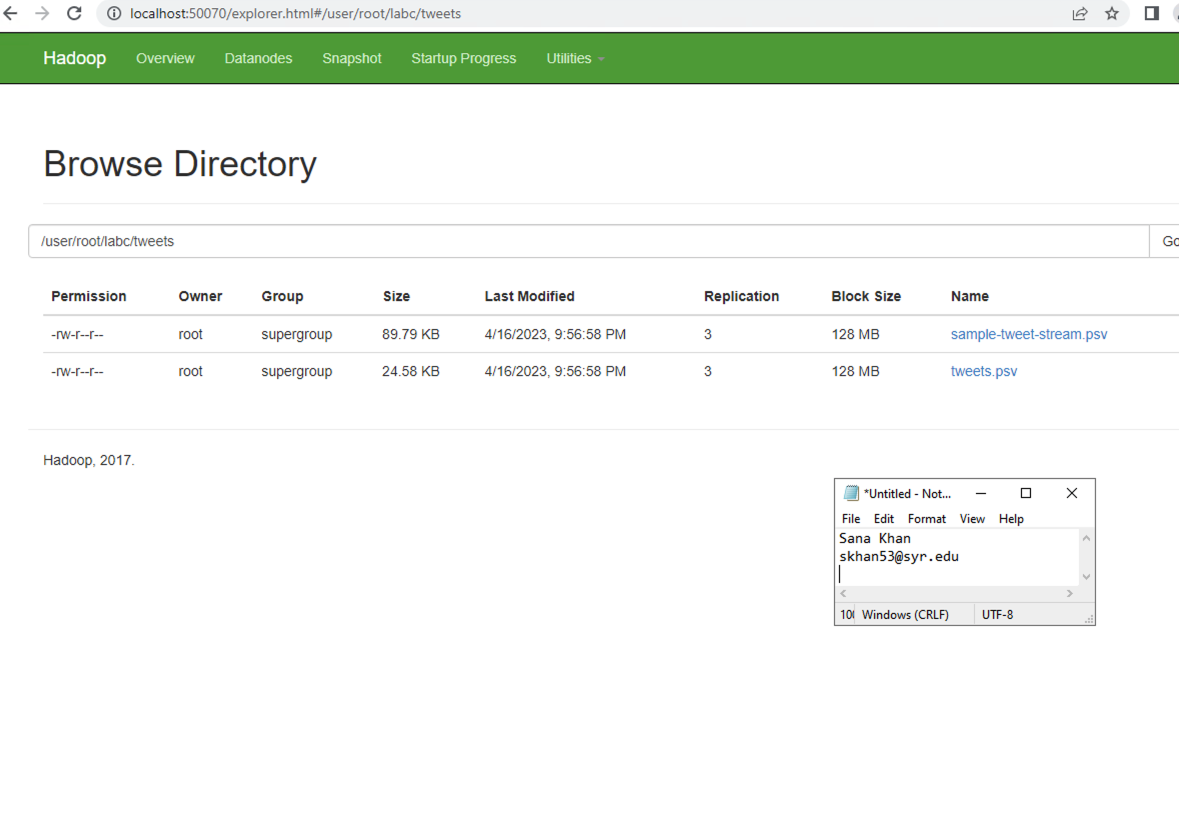 localhost:50070/explorer.html#/user/root/labc/tweets
Hadoop Overview Datanodes Snapshot Startup Progress Utilities
Browse Directory
/user/root/labc/tweets
Permission Owner Group Size Last Modified Replication Block Size Name
-rw-r--r-- root supergroup 89.79 KB 4/16/2023, 9:56:58 PM 3 128 MB sample-tweet-stream.psv
-rw-r--r-- root supergroup 24.58 KB 4/16/2023, 9:56:58 PM 3 128 MB tweets.psv
Hadoop, 2017.
*Untitled - Not...
File Edit Format View Help
Sana Khan
skhan53@syr.edu
Windows (CRLF) UTF-8